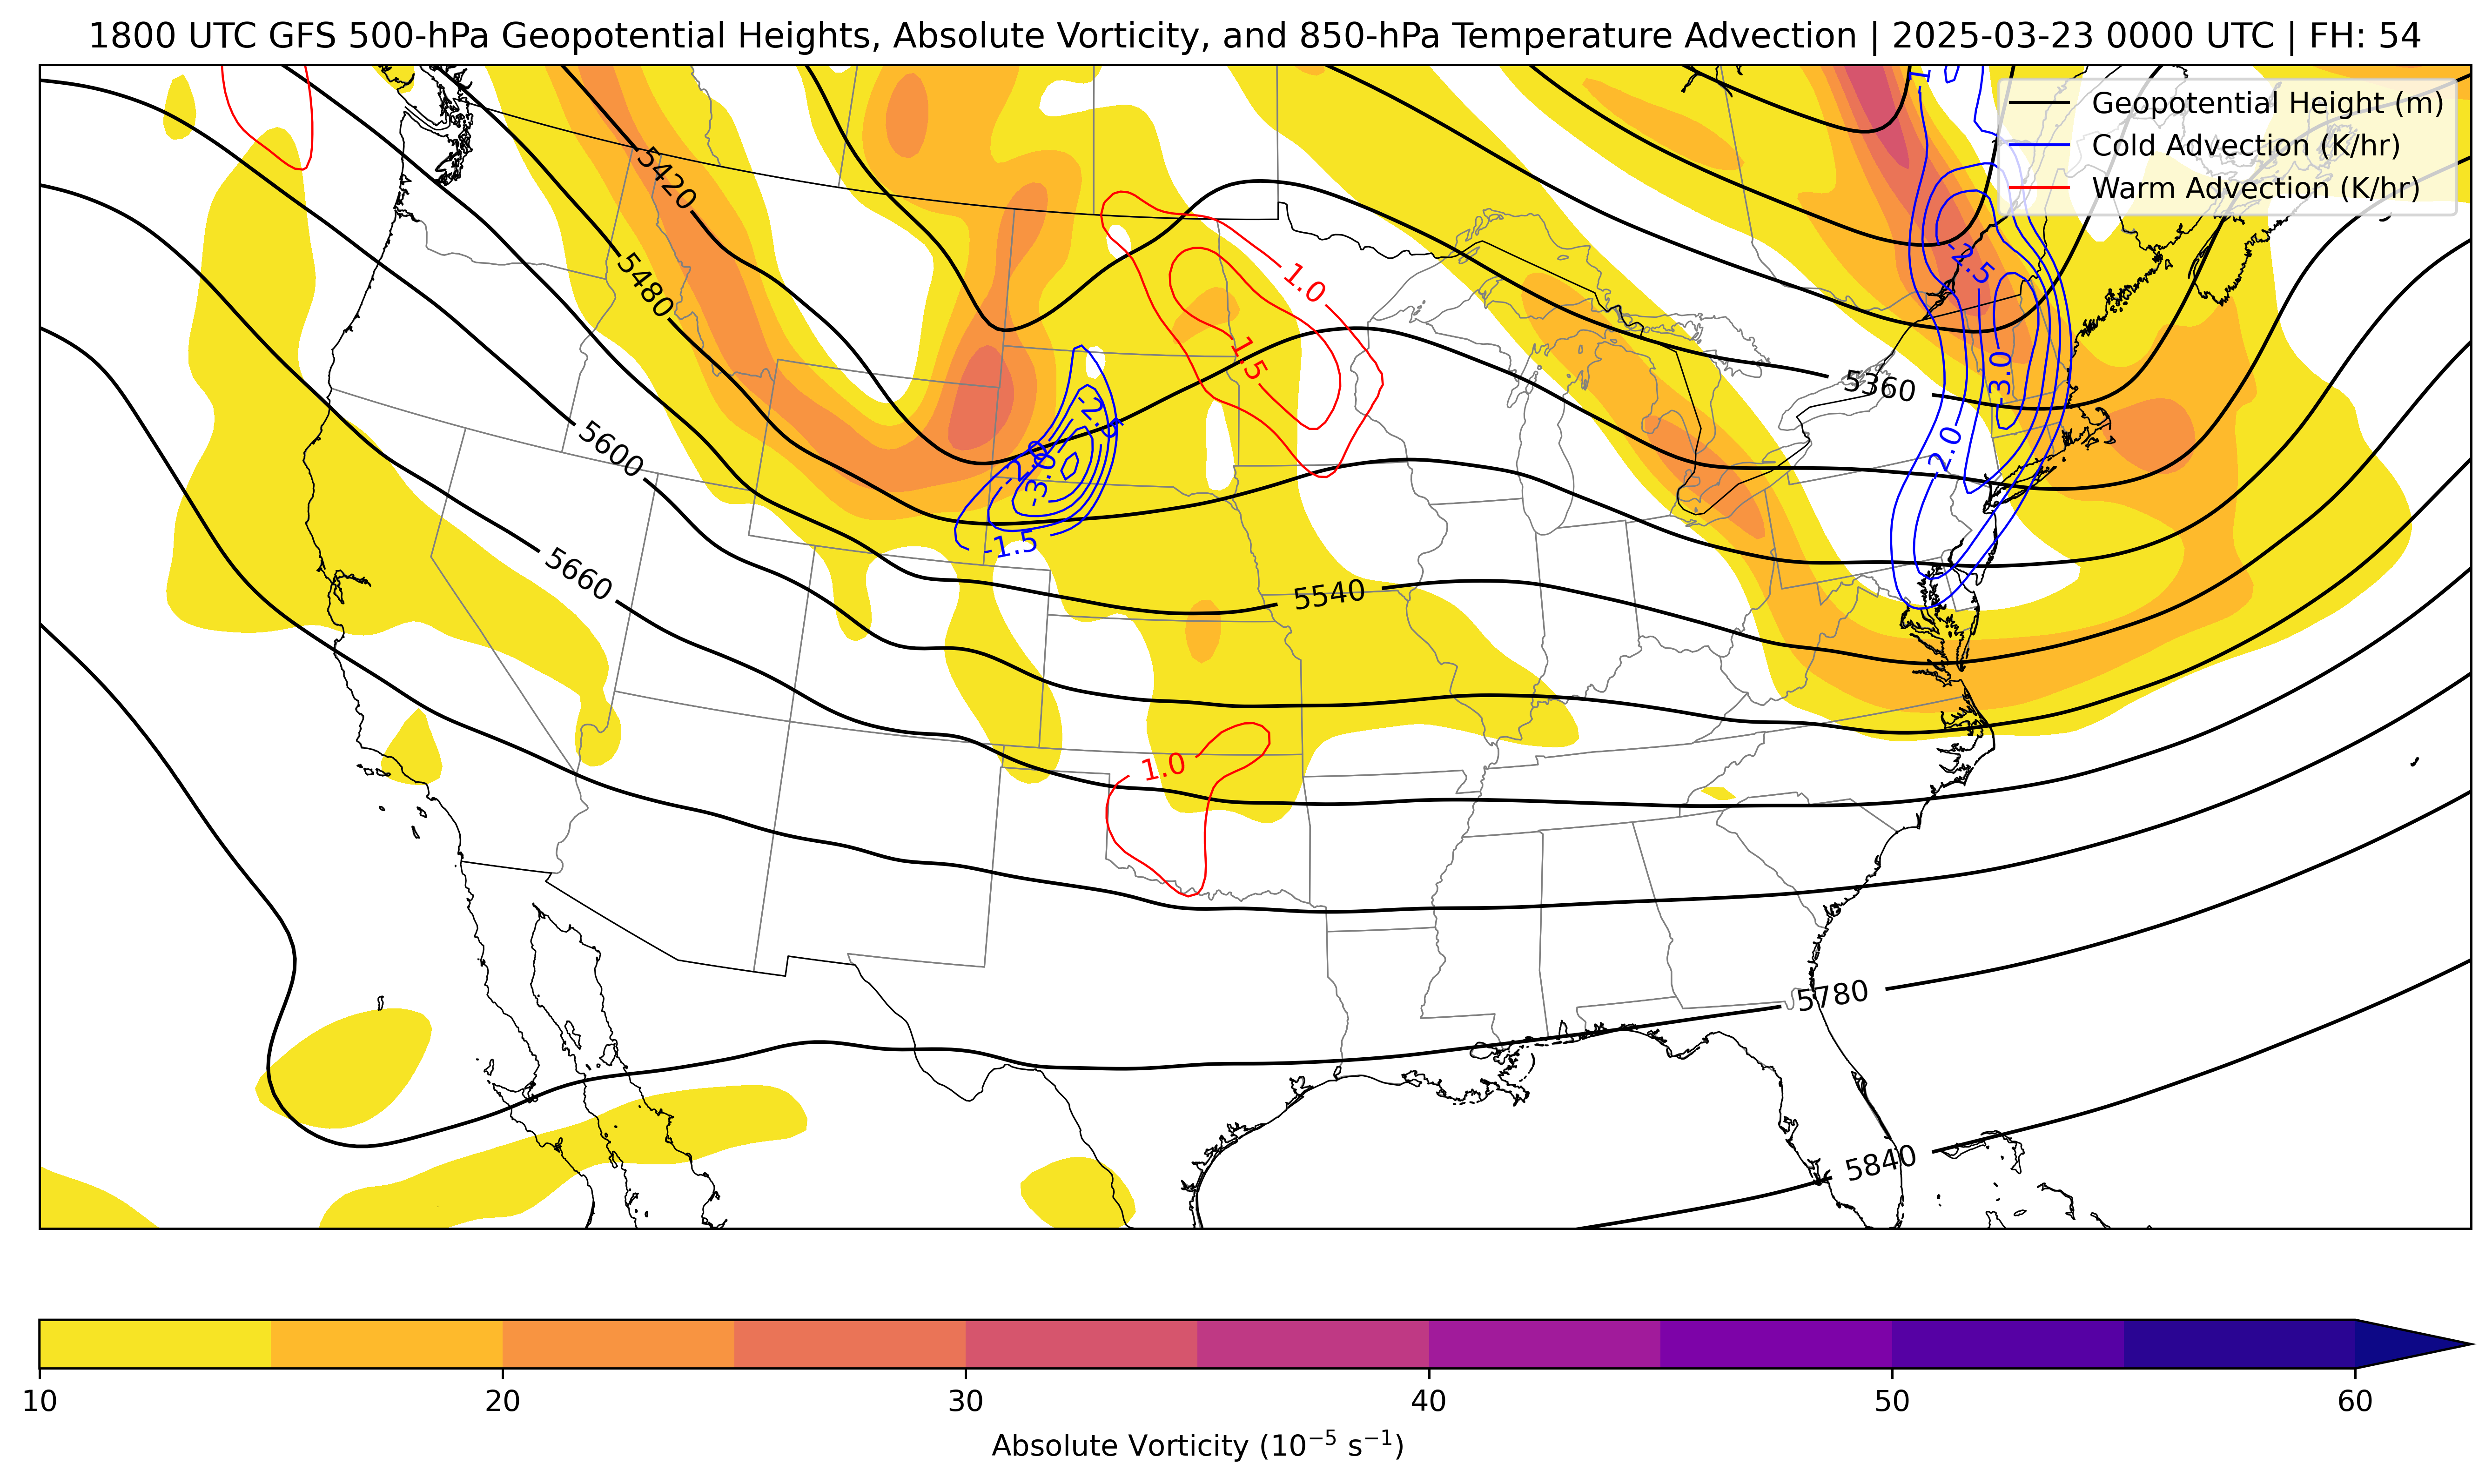 1800 UTC GFS 500-hPa Geopotential Heights, Absolute Vorticity, and 850-hPa Temperature Advection | 2025-03-23 0000 UTC | FH: 54
Geopotential Height (m)
Cold Advection (K/hr)
Warm Advection (K/hr)
5420
5480
1.0
-2.5
1.5
-3.0
5360
5600
-2.0
-2.0
-3.0
-1.5
5660
5540
1.0
5780
5840
10 20 30 40 50 60
Absolute Vorticity (10⁻⁵ s⁻¹)